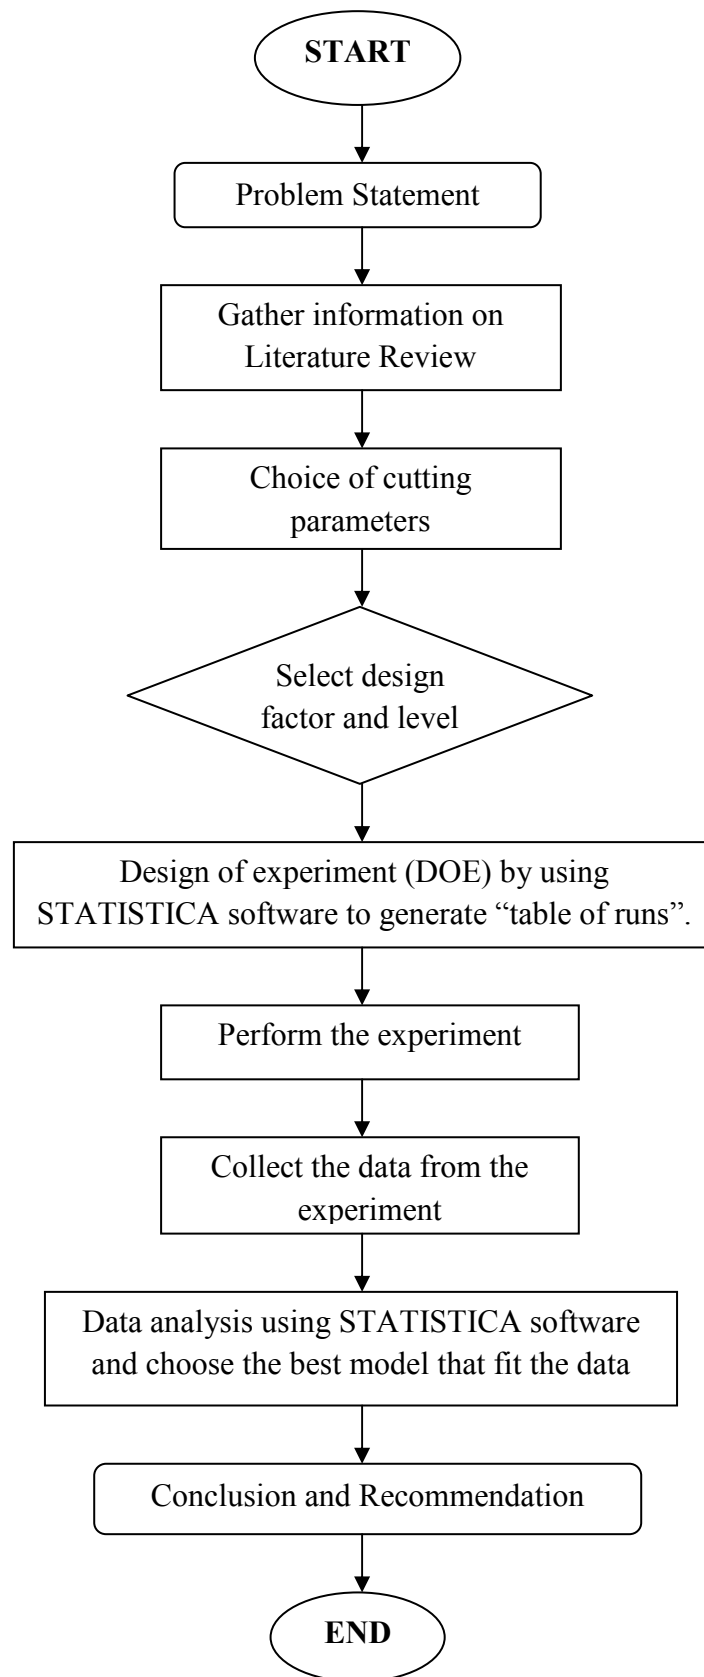 START
Problem Statement
Gather information on
Literature Review
Choice of cutting
parameters
Select design
factor and level
Design of experiment (DOE) by using
STATISTICA software to generate “table of runs”.
Perform the experiment
Collect the data from the
experiment
Data analysis using STATISTICA software
and choose the best model that fit the data
Conclusion and Recommendation
END